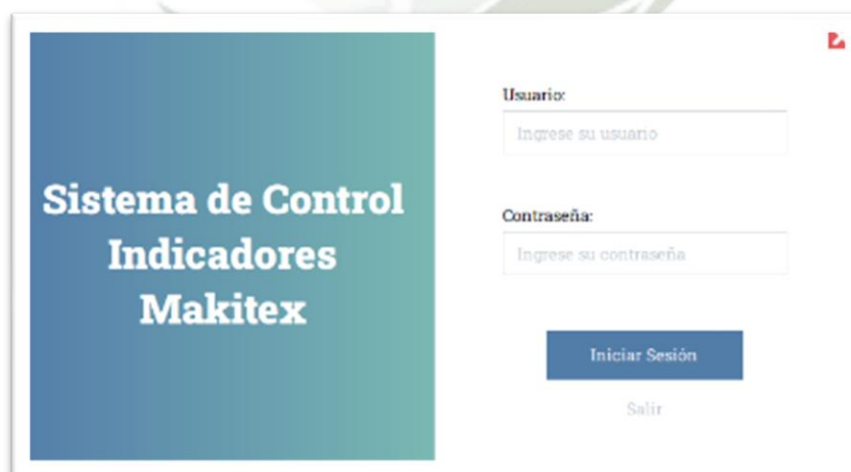 Sistema de Control
Indicadores
Makitex
Usuario:
Ingrese su usuario
Contraseña:
Ingrese su contraseña
Iniciar Sesión
Salir